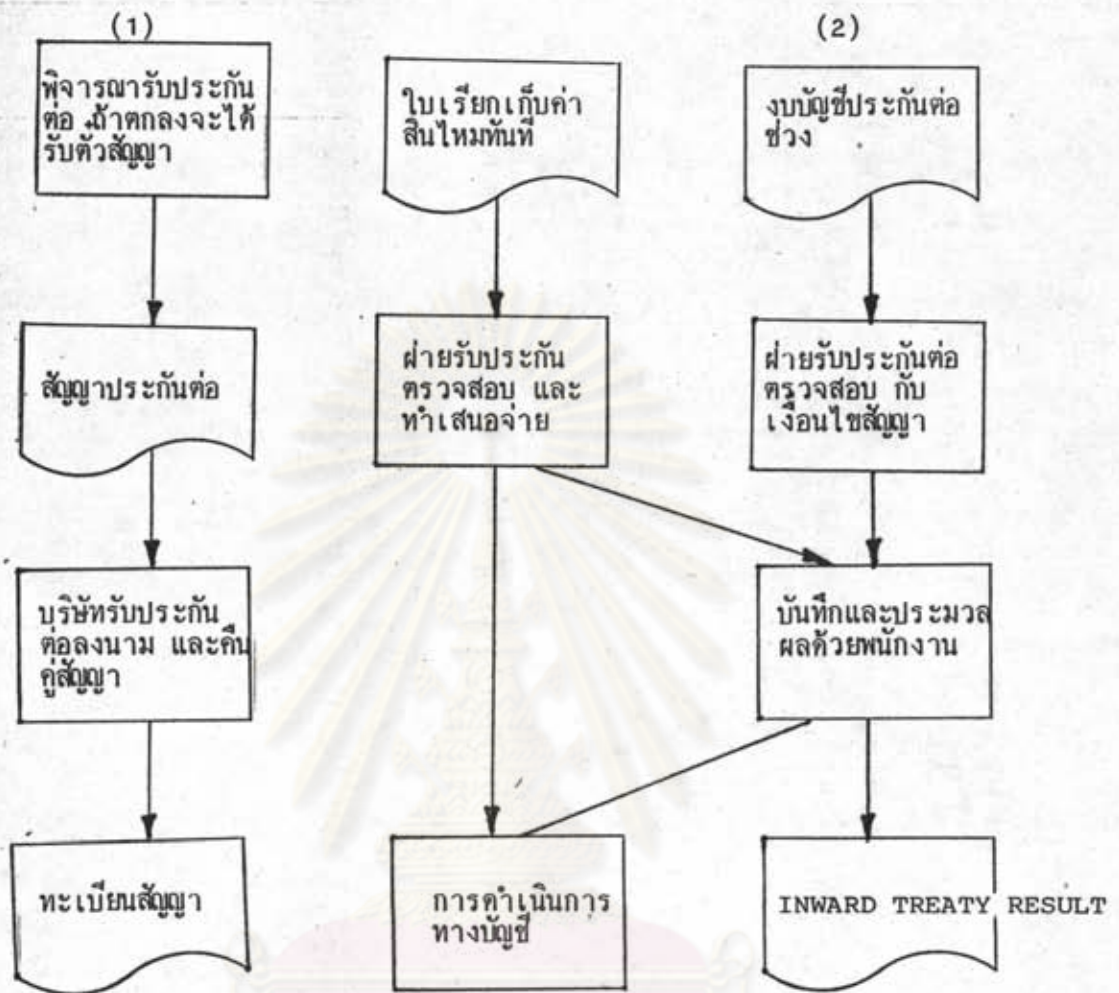 (1)
พิจารณารับประกัน
ต่อ ถ้าตกลงจะได้
รับตัวสัญญา
สัญญาประกันต่อ
บริษัทรับประกัน
ต่อลงนาม และคืน
คู่สัญญา
ทะเบียนสัญญา
ใบเรียกเก็บค่า
สินไหมทันที
ฝ่ายรับประกัน
ตรวจสอบ และ
ทำเสนอจ่าย
การดำเนินการ
ทางบัญชี
(2)
งบบัญชีประกันต่อ
ช่วง
ฝ่ายรับประกันต่อ
ตรวจสอบ กับ
เงื่อนไขสัญญา
บันทึกและประมวล
ผลด้วยพนักงาน
INWARD TREATY RESULT